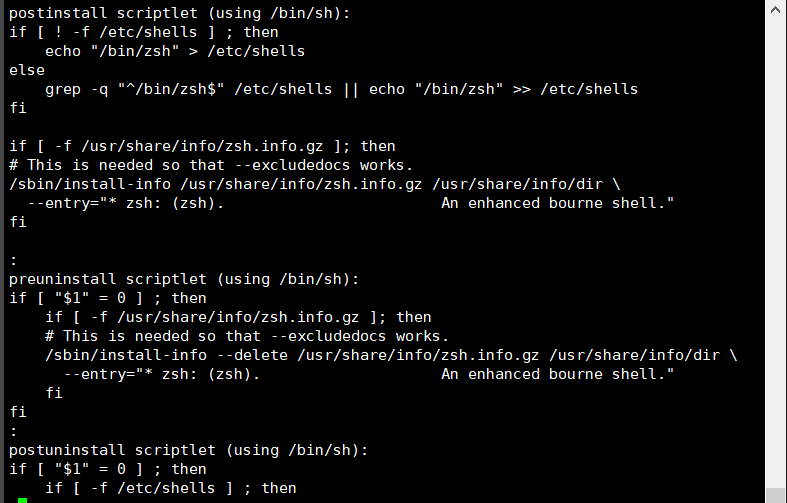 postinstall scriptlet (using /bin/sh):
if [ ! -f /etc/shells ] ; then
    echo "/bin/zsh" > /etc/shells
else
    grep -q "^/bin/zsh$" /etc/shells || echo "/bin/zsh" >> /etc/shells
fi

if [ -f /usr/share/info/zsh.info.gz ]; then
# This is needed so that --excludedocs works.
/sbin/install-info /usr/share/info/zsh.info.gz /usr/share/info/dir \
  --entry="* zsh: (zsh).                        An enhanced bourne shell."
fi

:
preuninstall scriptlet (using /bin/sh):
if [ "$1" = 0 ] ; then
    if [ -f /usr/share/info/zsh.info.gz ]; then
    # This is needed so that --excludedocs works.
    /sbin/install-info --delete /usr/share/info/zsh.info.gz /usr/share/info/dir \
      --entry="* zsh: (zsh).                    An enhanced bourne shell."
    fi
fi
:
postuninstall scriptlet (using /bin/sh):
if [ "$1" = 0 ] ; then
    if [ -f /etc/shells ] ; then